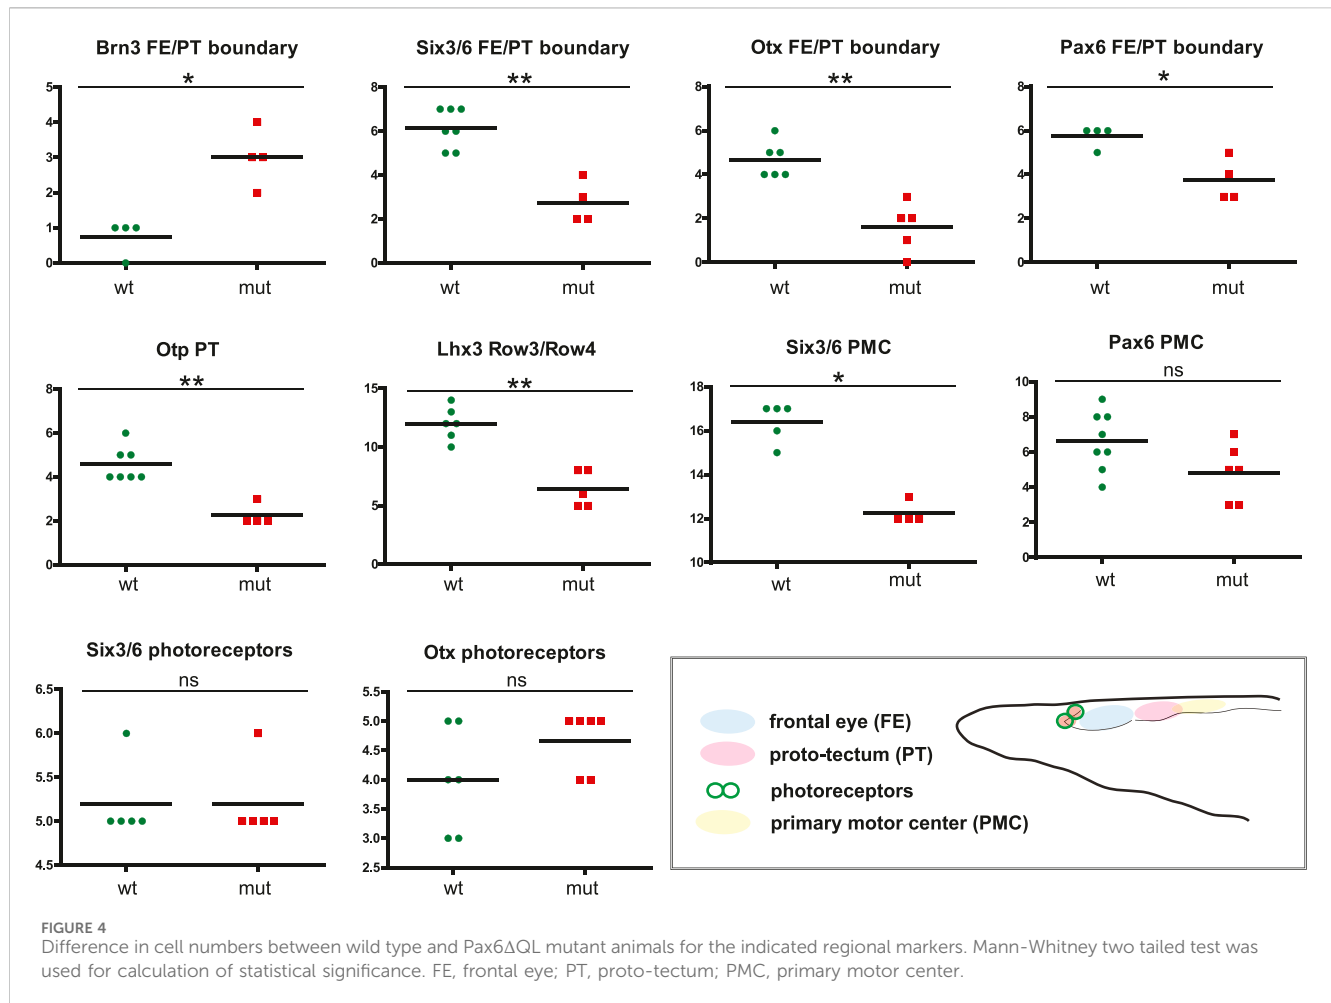 Brn3 FE/PT boundary
*
5
4
3
2
1
0
wt mut
Six3/6 FE/PT boundary
**
8
6
4
2
0
wt mut
Otx FE/PT boundary
**
8
6
4
2
0
wt mut
Pax6 FE/PT boundary
*
8
6
4
2
0
wt mut
Otp PT
**
8
6
4
2
0
wt mut
Lhx3 Row3/Row4
**
15
10
5
0
wt mut
Six3/6 PMC
*
18
16
14
12
10
wt mut
Pax6 PMC
ns
10
8
6
4
2
0
wt mut
Six3/6 photoreceptors
ns
6.5
6.0
5.5
5.0
4.5
wt mut
Otx photoreceptors
ns
5.5
5.0
4.5
4.0
3.5
3.0
2.5
wt mut
frontal eye (FE)
proto-tectum (PT)
photoreceptors
primary motor center (PMC)
FIGURE 4
Difference in cell numbers between wild type and Pax6ΔQL mutant animals for the indicated regional markers. Mann-Whitney two tailed test was
used for calculation of statistical significance. FE, frontal eye; PT, proto-tectum; PMC, primary motor center.